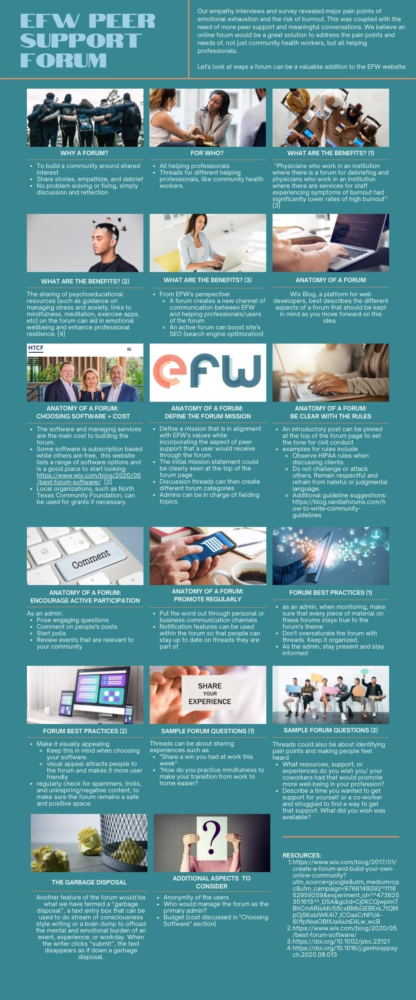 EFW PEER
SUPPORT
FORUM
Our empathy interviews and survey revealed major pain points of
emotional exhaustion and the risk of burnout. This was coupled with the
need of more peer support and meaningful conversations. We believe an
online forum would be a great solution to address the pain points and
needs of, not just community health workers, but all helping
professionals.
Let's look at ways a forum can be a valuable addition to the EFW website:
WHY A FORUM?
• To build a community around shared
interest
• Share stories, empathize, and debrief
• No problem solving or fixing, simply
discussion and reflection
FOR WHO?
• All helping professionals
• Threads for different helping
professionals, like community health
workers.
WHAT ARE THE BENEFITS? (1)
“Physicians who work in an institution
where there is a forum for debriefing and
physicians who work in an institution
where there are services for staff
experiencing symptoms of burnout had
significantly lower rates of high burnout”
[3]
WHAT ARE THE BENEFITS? (2)
The sharing of psychoeducational
resources (such as guidance on
managing stress and anxiety, links to
mindfulness, meditation, exercise apps,
etc) on the forum can aid in emotional
wellbeing and enhance professional
resilience. [4]
WHAT ARE THE BENEFITS? (3)
• From EFW's perspective:
◦ A forum creates a new channel of
communication between EFW
and helping professionals/users
of the forum
◦ An active forum can boost site's
SEO (search engine optimization)
ANATOMY OF A FORUM
Wix Blog, a platform for web
developers, best describes the different
aspects of a forum that should be kept
in mind as you move forward on this
idea.
NTCF
ANATOMY OF A FORUM:
CHOOSING SOFTWARE + COST
• The software and managing services
are the main cost to building the
forum.
• Some software is subscription based
while others are free, this website
lists a range of software options and
is a good place to start looking:
https://www.wix.com/blog/2020/05
/best-forum-software/ [2]
• Local organizations, such as North
Texas Community Foundation, can
be used for grants if necessary.
efw
ANATOMY OF A FORUM:
DEFINE THE FORUM MISSION
• Define a mission that is in alignment
with EFW's values while
incorporating the aspect of peer
support that a user would receive
through the forum.
• The initial mission statement could
be clearly seen at the top of the
forum page
• Discussion threads can then create
different forum categories
• Admins can be in charge of fielding
topics.
ANATOMY OF A FORUM:
BE CLEAR WITH THE RULES
• An introductory post can be pinned
at the top of the forum page to set
the tone for civil conduct
• examples for rules include
◦ Observe HIPAA rules when
discussing clients.
◦ Do not challenge or attack
others. Remain respectful and
refrain from hateful or judgmental
language.
◦ Additional guideline suggestions:
https://blog.vanillaforums.com/h
ow-to-write-community-
guidelines
Comment
ANATOMY OF A FORUM:
ENCOURAGE ACTIVE PARTICIPATION
As an admin:
• Pose engaging questions
• Comment on people's posts
• Start polls
• Review events that are relevant to
your community
ANATOMY OF A FORUM:
PROMOTE REGULARLY
• Put the word out through personal or
business communication channels
• Notification features can be used
within the forum so that people can
stay up to date on threads they are
part of.
FORUM BEST PRACTICES (1)
• as an admin, when monitoring, make
sure that every piece of material on
these forums stays true to the
forum's theme
• Don't oversaturate the forum with
threads. Keep it organized.
• As the admin, stay present and stay
informed
FORUM BEST PRACTICES (2)
• Make it visually appealing
◦ Keep this in mind when choosing
your software.
◦ visual appeal attracts people to
the forum and makes it more user
friendly
• regularly check for spammers, trolls,
and uninspiring/negative content, to
make sure the forum remains a safe
and positive space.
SHARE
YOUR
EXPERIENCE
SAMPLE FORUM QUESTIONS (1)
Threads can be about sharing
experiences such as:
• "Share a win you had at work this
week"
• "How do you practice mindfulness to
make your transition from work to
home easier?
SAMPLE FORUM QUESTIONS (2)
Threads could also be about identifying
pain points and making people feel
heard
• What resources, support, or
experiences do you wish you/ your
coworkers had that would promote
more well-being in your profession?
• Describe a time you wanted to get
support for yourself or a co-worker
and struggled to find a way to get
that support. What did you wish was
available?
THE GARBAGE DISPOSAL
Another feature of the forum would be
what we have termed a “garbage
disposal”, a text entry box that can be
used to do stream of consciousness
style writing or a brain dump to offload
the mental and emotional burden of an
event, experience, or workday. When
the writer clicks “submit”, the text
disappears as if down a garbage
disposal.
?
ADDITIONAL ASPECTS TO
CONSIDER
• Anonymity of the users
• Who would manage the forum as the
primary admin?
• Budget (cost discussed in "Choosing
Software" section)
RESOURCES:
1. https://www.wix.com/blog/2017/01/
create-a-forum-and-build-your-own-
online-community?
utm_source=google&utm_medium=cp
c&utm_campaign=9766148092^1118
52959259&experiment_id=^^473625
301613^^_DSA&gclid=Cj0KCQjwpImT
BhCmARIsAKr58cxBMbGEBEnL7tQM
pQj5KsblWK4l7_ICOasCrNFUA-
6l1fpNxeOBtIUaAiuhEALw_wcB
2. https://www.wix.com/blog/2020/05
/best-forum-software/
3. https://doi.org/10.1002/pbc.23121
4. https://doi.org/10.1016/j.genhosppsy
ch.2020.08.013